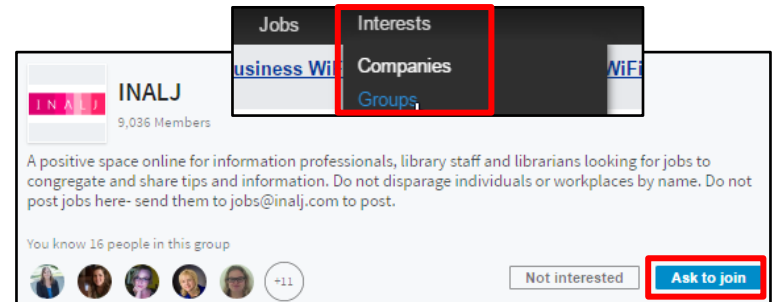 Jobs Interests
usiness Wi Companies WiFi
Groups
INALJ
INALJ
9,036 Members
A positive space online for information professionals, library staff and librarians looking for jobs to
congregate and share tips and information. Do not disparage individuals or workplaces by name. Do not
post jobs here- send them to jobs@inalj.com to post.
You know 16 people in this group
+11
Not interested Ask to join